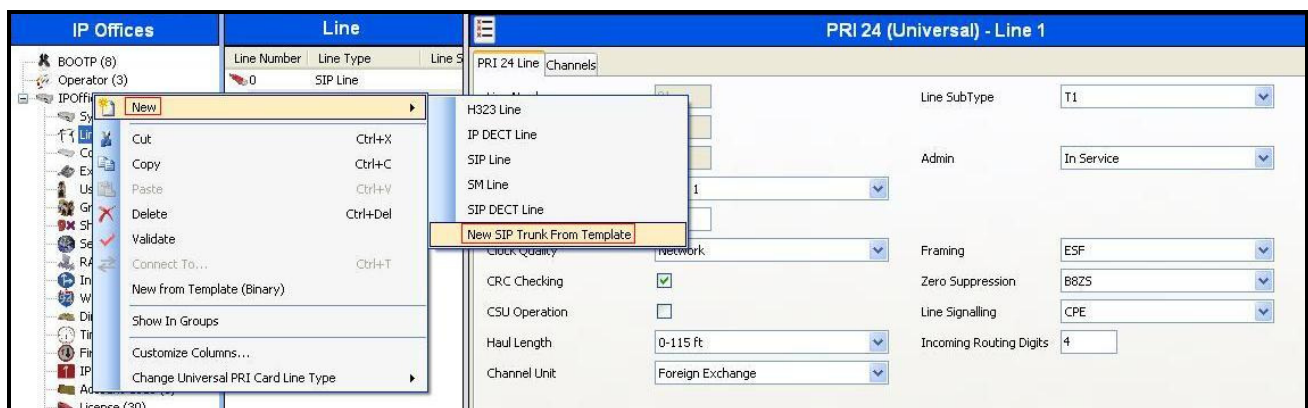 IP Offices
BOOTP (8)
Operator (3)
License (30)
Line
Line Number Line Type
0 SIP Line
New
Cut Ctrl+X
Copy Ctrl+C
Paste Ctrl+V
Delete Ctrl+Del
Validate
Connect To... Ctrl+T
New from Template (Binary)
Show In Groups
Customize Columns...
Change Universal PRI Card Line Type
H323 Line
IP DECT Line
SIP Line
SM Line
SIP DECT Line
New SIP Trunk From Template
PRI 24 (Universal) - Line 1
PRI 24 Line Channels
Line SubType T1
Admin In Service
1
Clock Quality Network Framing ESF
CRC Checking Zero Suppression B8ZS
CSU Operation Line Signalling CPE
Haul Length 0-115 ft Incoming Routing Digits 4
Channel Unit Foreign Exchange